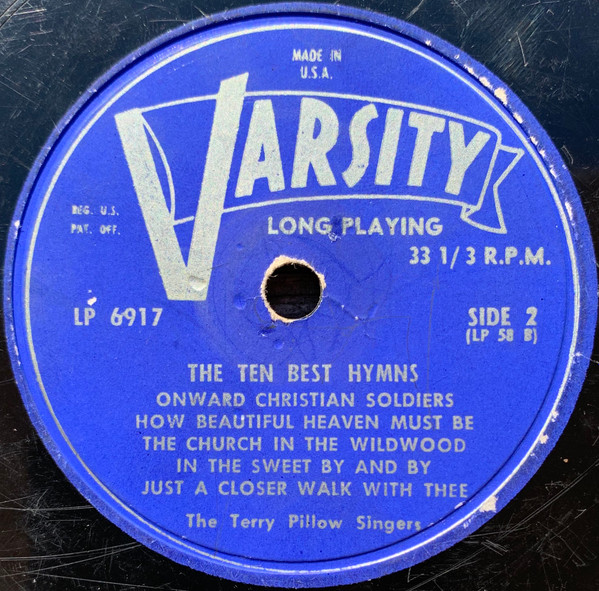 MADE IN
U.S.A.
VARSITY
REG. U.S.
PAT. OFF.
LONG PLAYING
33 1/3 R.P.M.
LP 6917
SIDE 2
(LP 58 B)
THE TEN BEST HYMNS
ONWARD CHRISTIAN SOLDIERS
HOW BEAUTIFUL HEAVEN MUST BE
THE CHURCH IN THE WILDWOOD
IN THE SWEET BY AND BY
JUST A CLOSER WALK WITH THEE
The Terry Pillow Singers